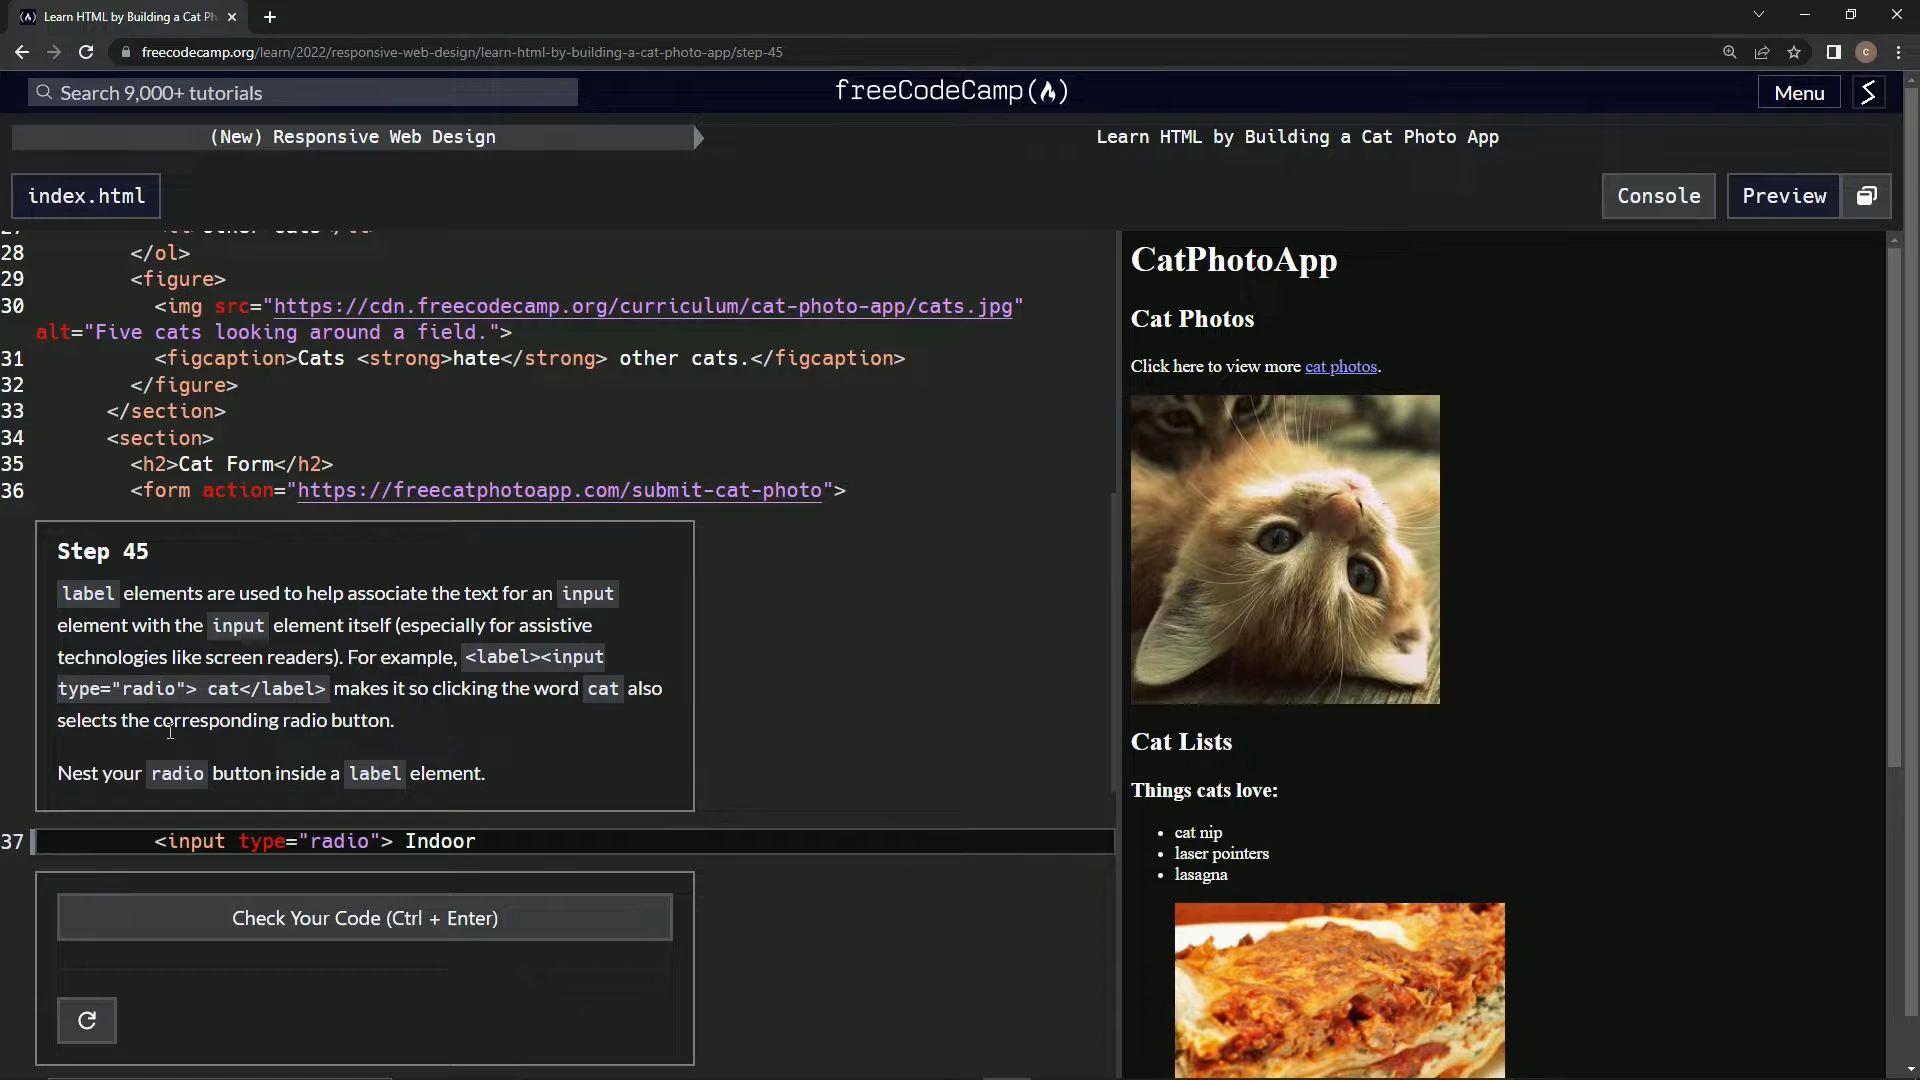 Learn HTML by Building a Cat Ph
freecodecamp.org/learn/2022/responsive-web-design/learn-html-by-building-a-cat-photo-app/step-45
C
Search 9,000+ tutorials
freeCodeCamp
Menu
(New) Responsive Web Design
Learn HTML by Building a Cat Photo App
index.html
Console
Preview
28 </ol>
29 <figure>
30 <img src="https://cdn.freecodecamp.org/curriculum/cat-photo-app/cats.jpg"
alt="Five cats looking around a field.">
31 <figcaption>Cats <strong>hate</strong> other cats.</figcaption>
32 </figure>
33 </section>
34 <section>
35 <h2>Cat Form</h2>
36 <form action="https://freecatphotoapp.com/submit-cat-photo">
Step 45
label elements are used to help associate the text for an input
element with the input element itself (especially for assistive
technologies like screen readers). For example, <label><input
type="radio"> cat</label> makes it so clicking the word cat also
selects the corresponding radio button.
Nest your radio button inside a label element.
37 <input type="radio"> Indoor
Check Your Code (Ctrl + Enter)
CatPhotoApp
Cat Photos
Click here to view more cat photos.
Cat Lists
Things cats love:
cat nip
laser pointers
lasagna